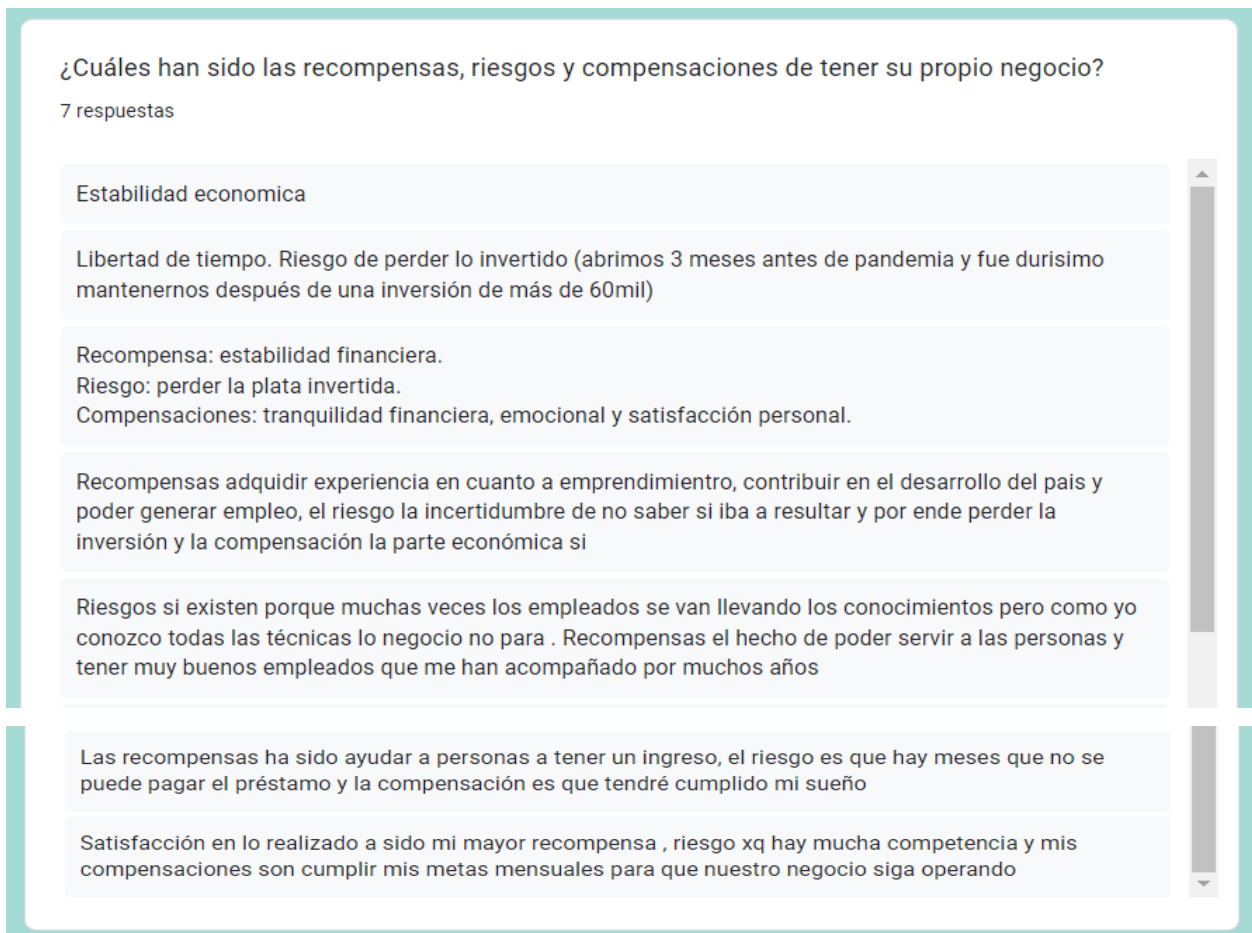 ¿Cuáles han sido las recompensas, riesgos y compensaciones de tener su propio negocio?
7 respuestas
Estabilidad economica
Libertad de tiempo. Riesgo de perder lo invertido (abrimos 3 meses antes de pandemia y fue durisimo
mantenernos después de una inversión de más de 60mil)
Recompensa: estabilidad financiera.
Riesgo: perder la plata invertida.
Compensaciones: tranquilidad financiera, emocional y satisfacción personal.
Recompensas adquidir experiencia en cuanto a emprendimientro, contribuir en el desarrollo del pais y
poder generar empleo, el riesgo la incertidumbre de no saber si iba a resultar y por ende perder la
inversión y la compensación la parte económica si
Riesgos si existen porque muchas veces los empleados se van llevando los conocimientos pero como yo
conozco todas las técnicas lo negocio no para . Recompensas el hecho de poder servir a las personas y
tener muy buenos empleados que me han acompañado por muchos años
Las recompensas ha sido ayudar a personas a tener un ingreso, el riesgo es que hay meses que no se
puede pagar el préstamo y la compensación es que tendré cumplido mi sueño
Satisfacción en lo realizado a sido mi mayor recompensa , riesgo xq hay mucha competencia y mis
compensaciones son cumplir mis metas mensuales para que nuestro negocio siga operando